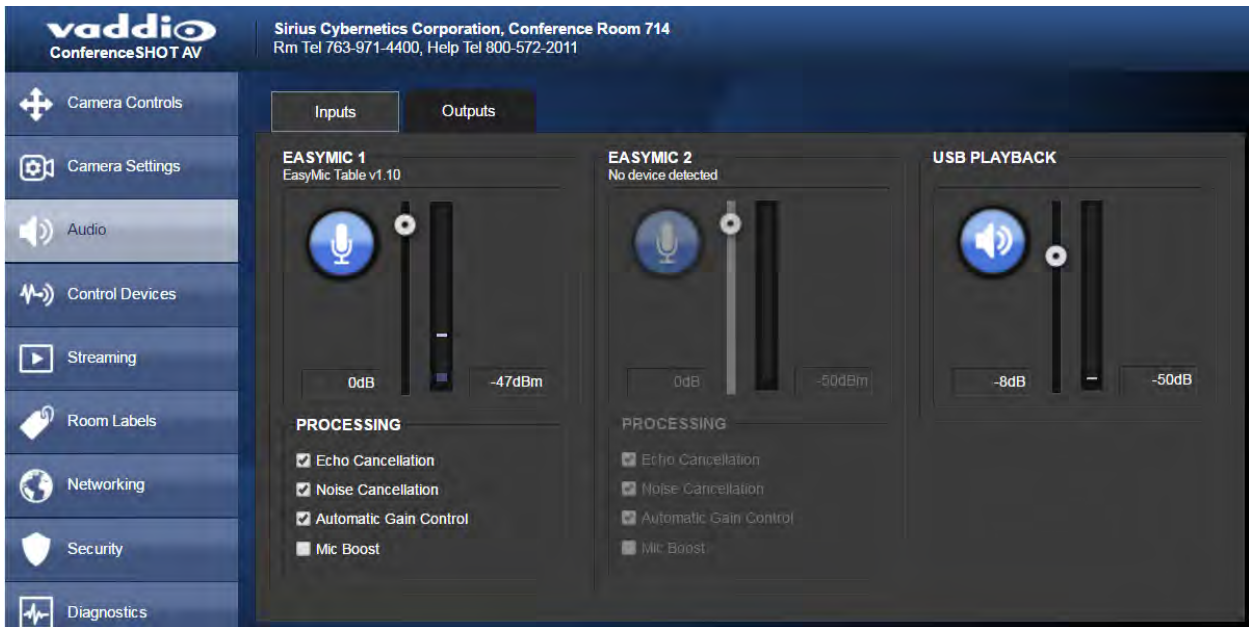 vaddio
ConferenceSHOT AV
Sirius Cybernetics Corporation, Conference Room 714
Rm Tel 763-971-4400, Help Tel 800-572-2011
Camera Controls
Camera Settings
Audio
Control Devices
Streaming
Room Labels
Networking
Security
Diagnostics
Inputs
Outputs
EASYMIC 1
EasyMic Table v1.10
0dB
-47dBm
PROCESSING
Echo Cancellation
Noise Cancellation
Automatic Gain Control
Mic Boost
EASYMIC 2
No device detected
0dB
-50dBm
PROCESSING
Echo Cancellation
Noise Cancellation
Automatic Gain Control
Mic Boost
USB PLAYBACK
-8dB
-50dB